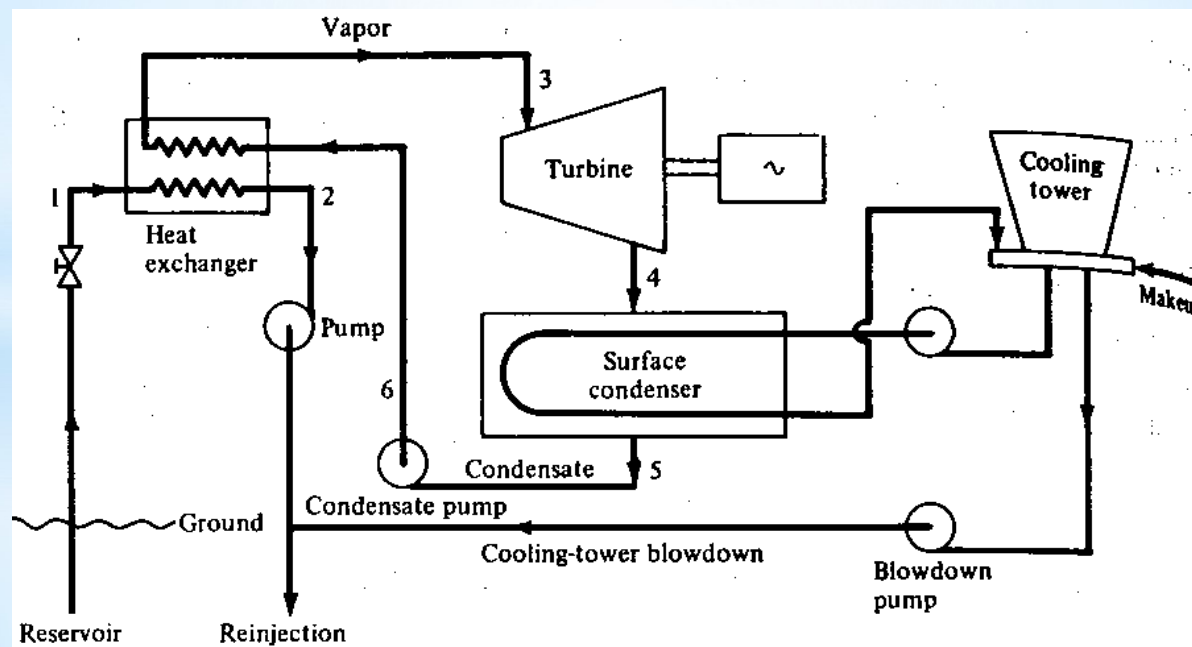 Vapor
3
Turbine
~
Cooling
tower
1
2
Heat
exchanger
4
Makeu
Pump
Surface
condenser
6
Condensate
5
Condensate pump
Ground
Cooling-tower blowdown
Blowdown
pump
Reservoir
Reinjection